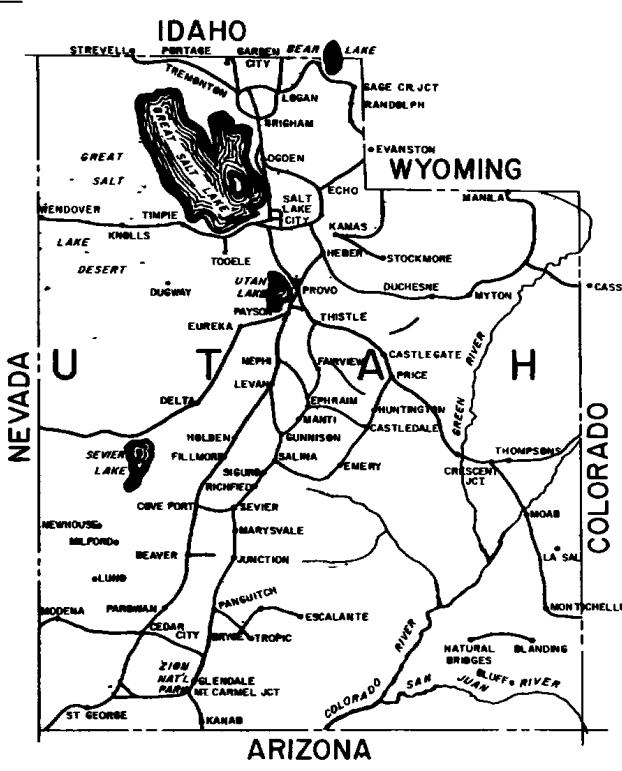 IDAHO
STREVELL
PORTAGE
GARDEN
CITY
BEAR LAKE
TREMONTON
SAGE CR. JCT
LOGAN
RANDOLPH
BRIGHAM
GREAT SALT LAKE
EVANSTON
GREAT
SALT
LAKE
DESERT
OGDEN
WYOMING
ECHO
SALT
LAKE
CITY
MANILA
WENDOVER
TIMPIE
KNOLLS
KAMAS
TOOELE
HEBER
STOCKMORE
UTAH
LAKE
PROVO
DUGWAY
DUCHESNE
MYTON
CASS
PAYSON
THISTLE
EUREKA
GREEN RIVER
NEVADA
U T A H
NEPHI
FAIRVIEW
CASTLEGATE
PRICE
LEVAN
DELTA
EPHRAIM
HUNTINGTON
MANTI
CASTLEDALE
COLORADO
HOLDEN
GUNNISON
SEVIER
LAKE
FILLMORE
SALINA
THOMPSONS
SIGURD
EMERY
CRESCENT
JCT
RICHFIELD
COVE FORT
SEVIER
MOAB
NEWHOUSE
MARYSVALE
MILFORD
BEAVER
JUNCTION
LA SAL
LUND
PANGUITCH
MODENA
PAROWAN
MONTICHELL
ESCALANTE
CEDAR
CITY
BRYCE
TROPIC
COLORADO RIVER
NATURAL
BRIDGES
BLANDING
ZION
NAT'L
PARK
GLENDALE
MT. CARMEL JCT
SAN JUAN RIVER
BLUFF
ST GEORGE
KANAB
ARIZONA